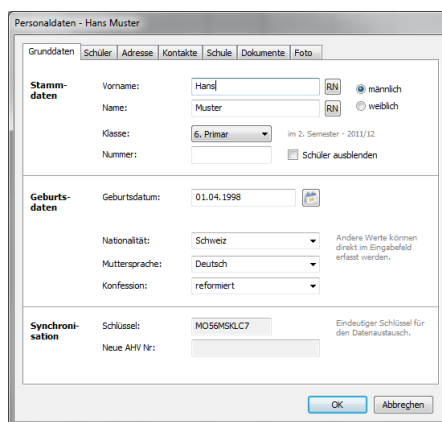 Personaldaten - Hans Muster
Grunddaten Schüler Adresse Kontakte Schule Dokumente Foto
Stamm-
daten
Vorname: Hans RN männlich
Name: Muster RN weiblich
Klasse: 6. Primar im 2. Semester - 2011/12
Nummer: Schüler ausblenden
Geburts-
daten
Geburtsdatum: 01.04.1998
Nationalität: Schweiz
Muttersprache: Deutsch
Konfession: reformiert
Andere Werte können
direkt im Eingabefeld
erfasst werden.
Synchroni-
sation
Schlüssel: MO56MSKLC7
Eindeutiger Schlüssel für
den Datenaustausch.
Neue AHV Nr:
OK Abbrechen